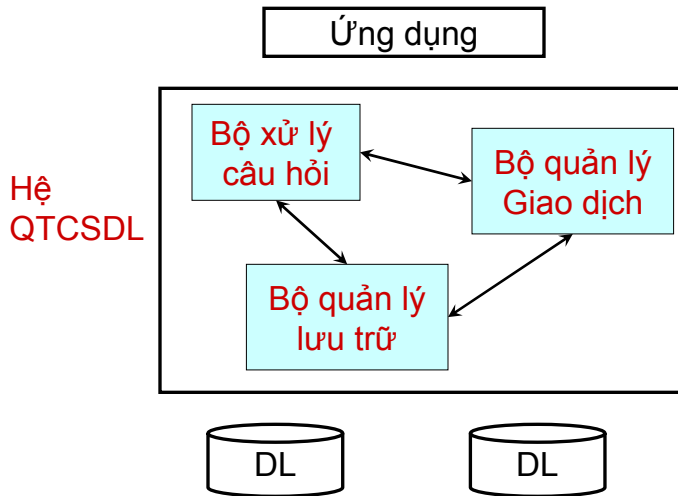 Ứng dụng
Bộ xử lý
câu hỏi
Bộ quản lý
Giao dịch
Hệ
QTCSDL
Bộ quản lý
lưu trữ
DL
DL